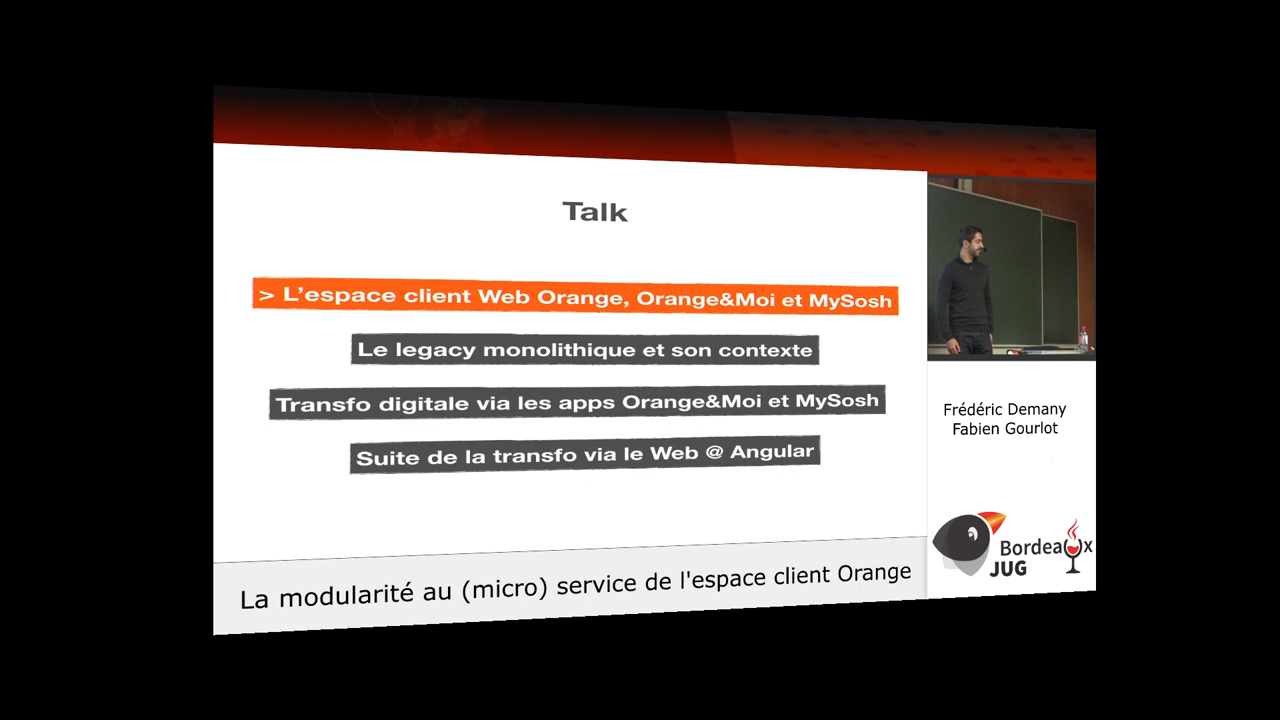 Talk
> L'espace client Web Orange, Orange&Moi et MySosh
Le legacy monolithique et son contexte
Transfo digitale via les apps Orange&Moi et MySosh
Suite de la transfo via le Web @ Angular
Frédéric Demany
Fabien Gourlot
Bordeaux
JUG
La modularité au (micro) service de l'espace client Orange